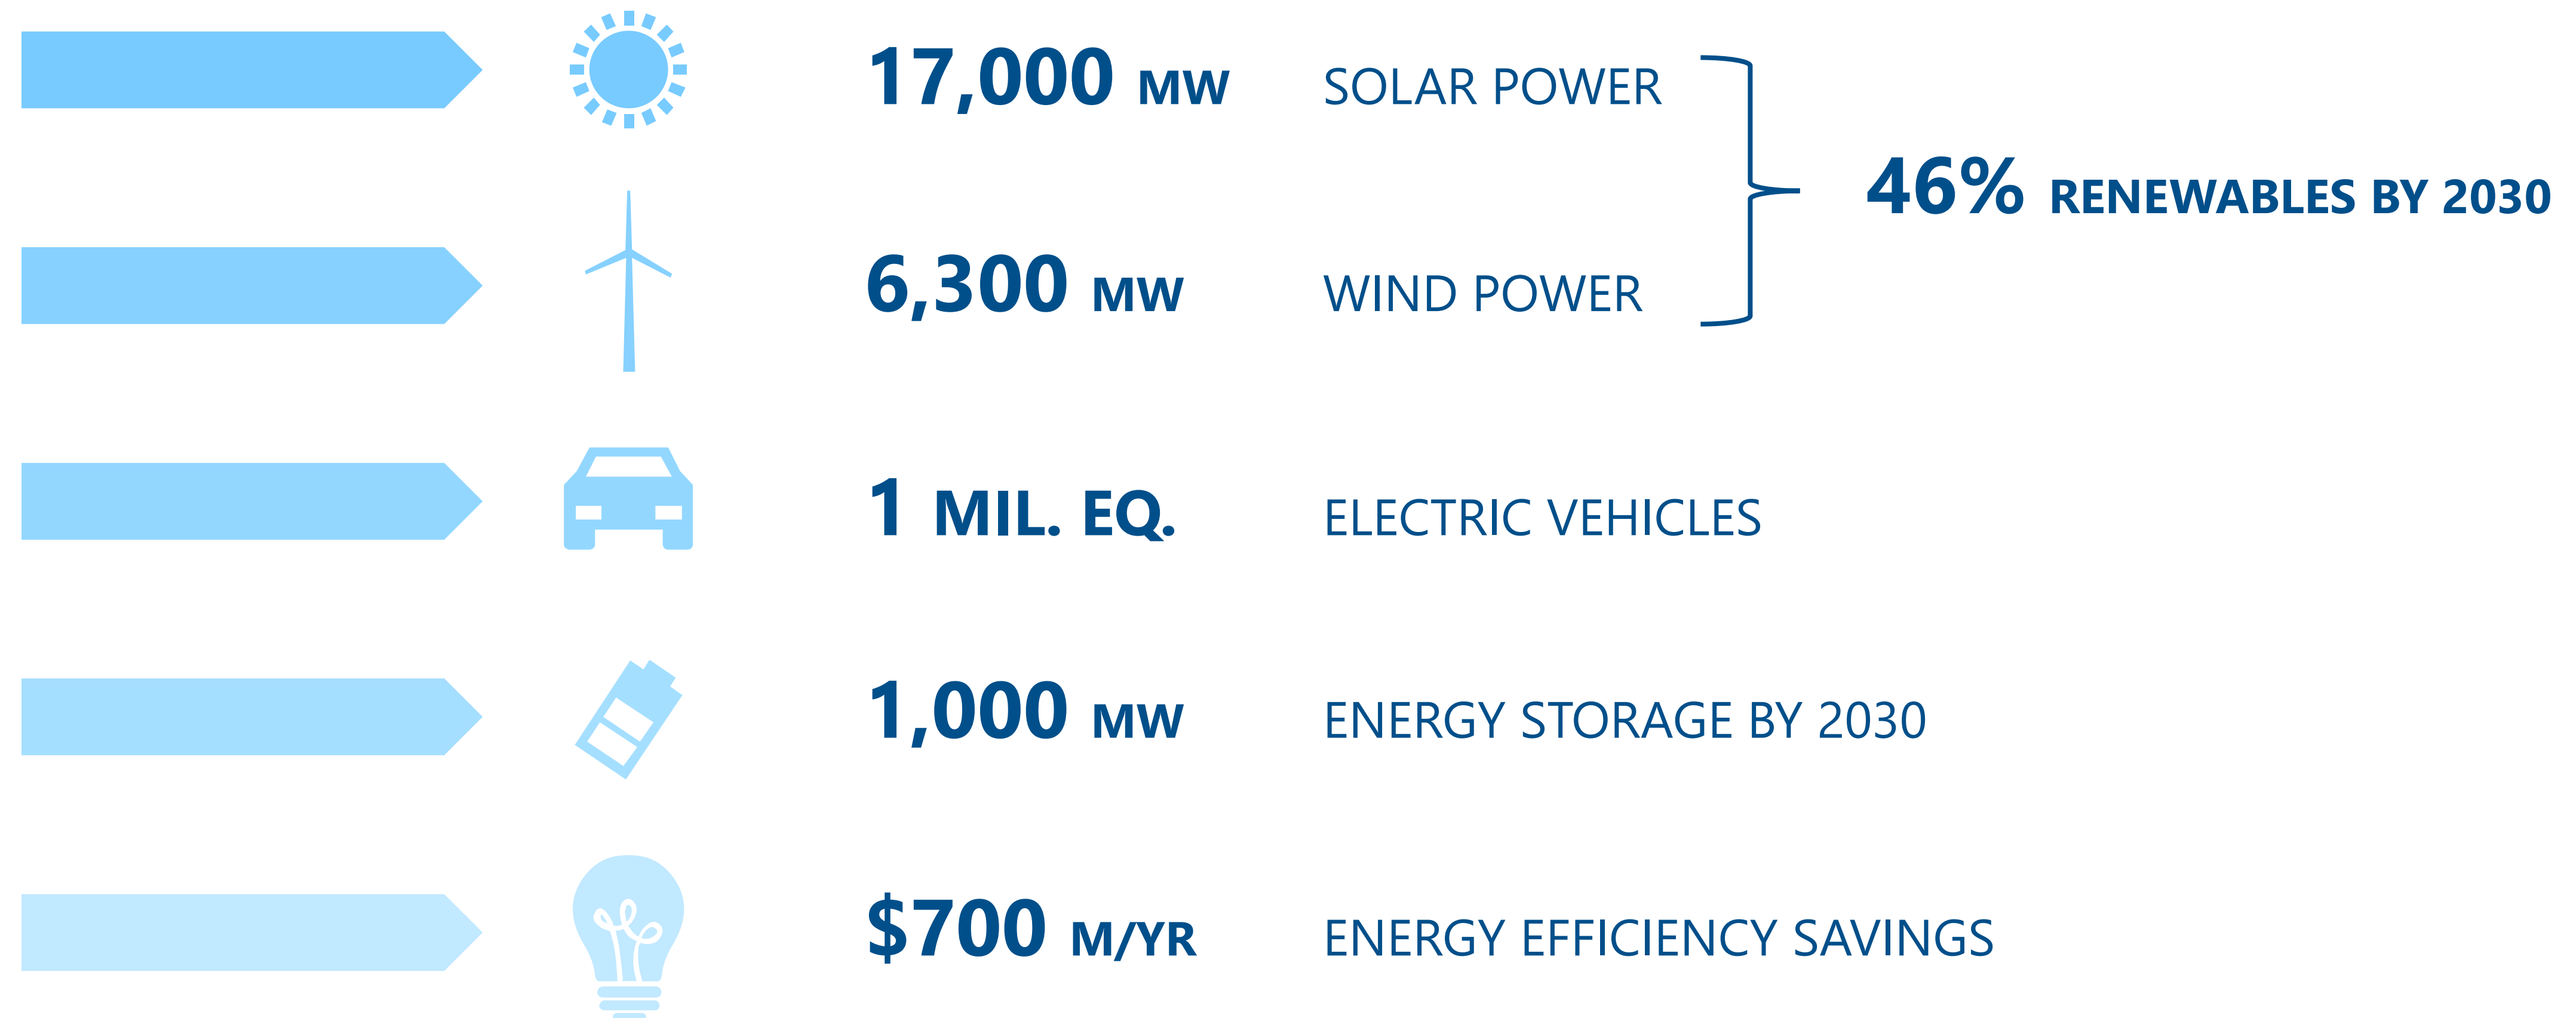 17,000 MW SOLAR POWER
46% RENEWABLES BY 2030
6,300 MW WIND POWER
1 MIL. EQ. ELECTRIC VEHICLES
1,000 MW ENERGY STORAGE BY 2030
$700 M/YR ENERGY EFFICIENCY SAVINGS